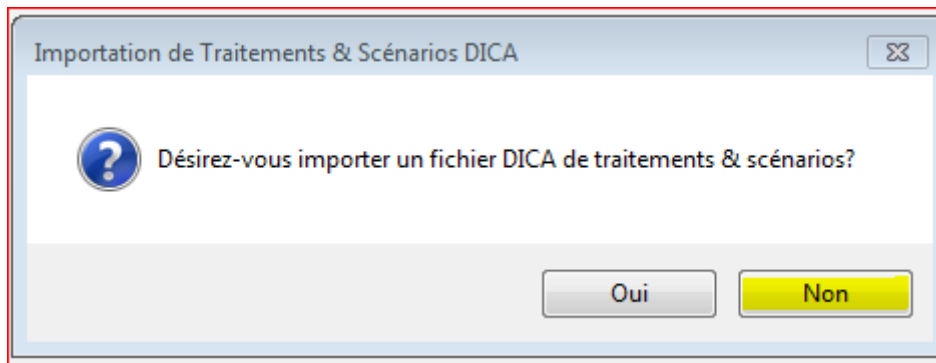 Importation de Traitements & Scénarios DICA
Désirez-vous importer un fichier DICA de traitements & scénarios?
Oui
Non